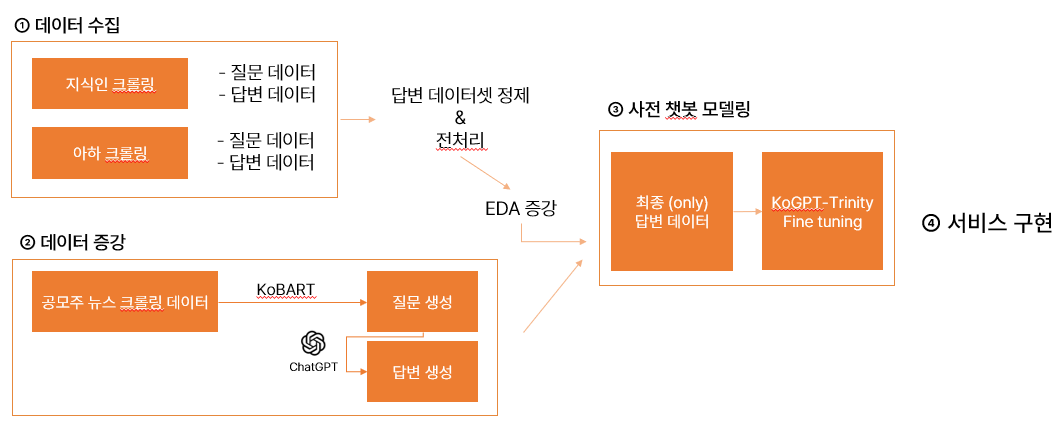 ① 데이터 수집
지식인 크롤링
- 질문 데이터
- 답변 데이터
아하 크롤링
- 질문 데이터
- 답변 데이터
답변 데이터셋 정제
&
전처리
EDA 증강
② 데이터 증강
공모주 뉴스 크롤링 데이터
KoBART
질문 생성
ChatGPT
답변 생성
③ 사전 챗봇 모델링
최종 (only)
답변 데이터
KoGPT-Trinity
Fine tuning
④ 서비스 구현